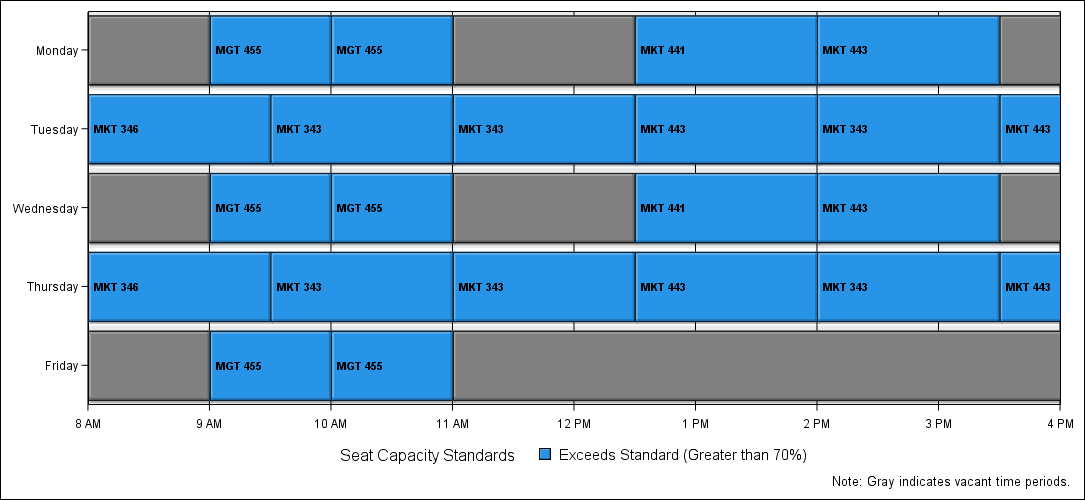 Monday MGT 455 MGT 455 MKT 441 MKT 443
Tuesday MKT 346 MKT 343 MKT 343 MKT 443 MKT 343 MKT 443
Wednesday MGT 455 MGT 455 MKT 441 MKT 443
Thursday MKT 346 MKT 343 MKT 343 MKT 443 MKT 343 MKT 443
Friday MGT 455 MGT 455
8 AM 9 AM 10 AM 11 AM 12 PM 1 PM 2 PM 3 PM 4 PM
Seat Capacity Standards Exceeds Standard (Greater than 70%)
Note: Gray indicates vacant time periods.